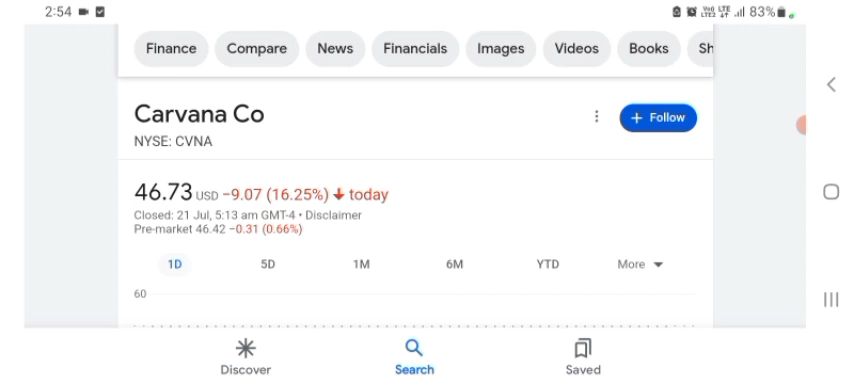 2:54 83%
Finance Compare News Financials Images Videos Books Sh
Carvana Co
+ Follow
NYSE: CVNA
46.73 USD −9.07 (16.25%) today
Closed: 21 Jul, 5:13 am GMT-4 • Disclaimer
Pre-market 46.42 −0.31 (0.66%)
1D 5D 1M 6M YTD More
60
Discover Search Saved